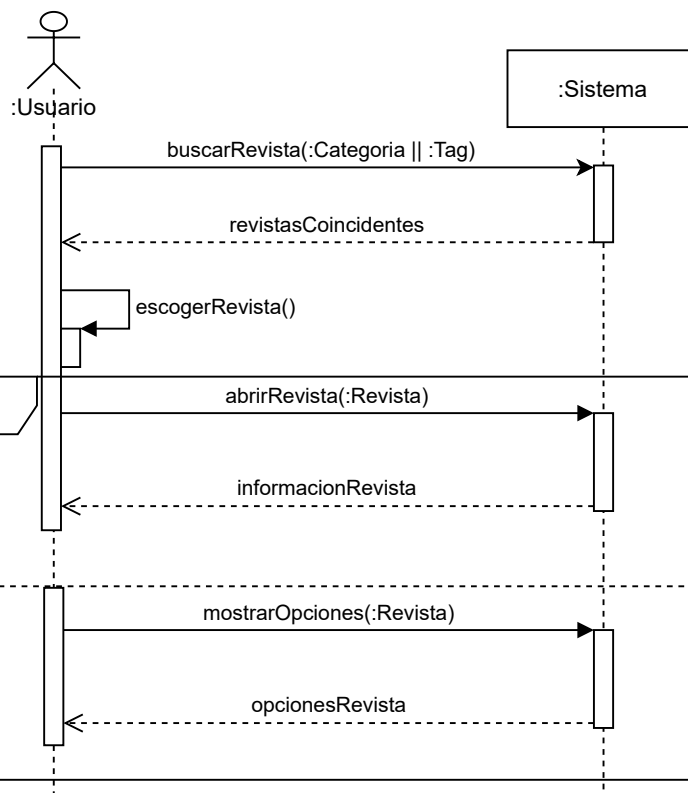 :Usuario
:Sistema
buscarRevista(:Categoria || :Tag)
revistasCoincidentes
escogerRevista()
abrirRevista(:Revista)
informacionRevista
mostrarOpciones(:Revista)
opcionesRevista